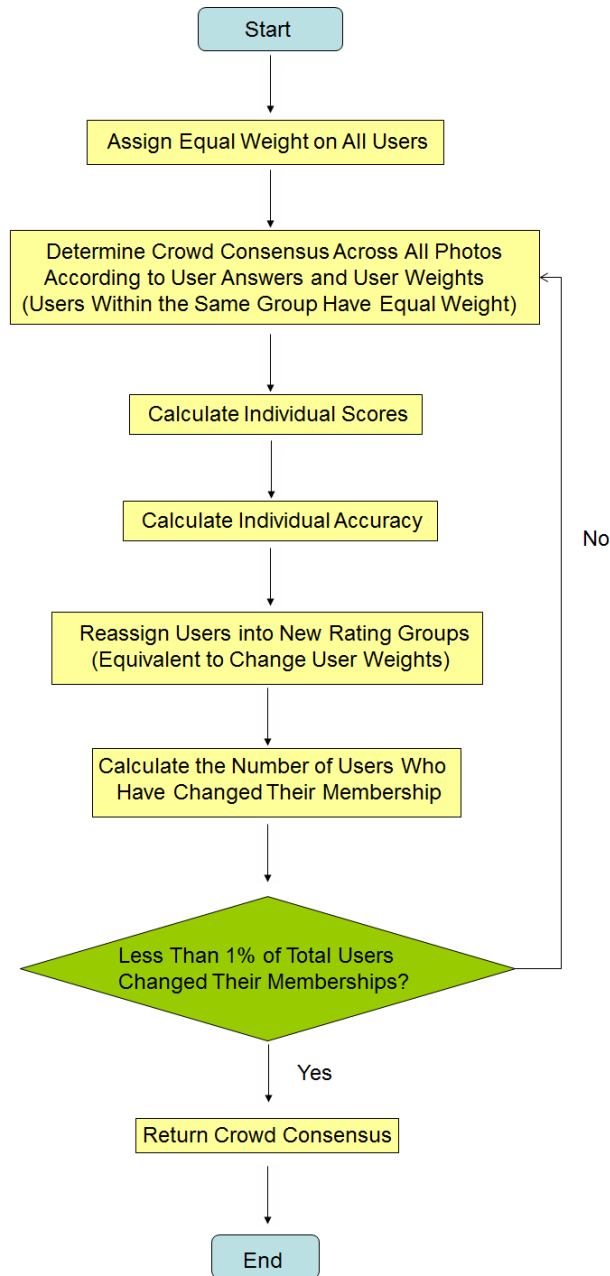 Start
Assign Equal Weight on All Users
Determine Crowd Consensus Across All Photos
According to User Answers and User Weights
(Users Within the Same Group Have Equal Weight)
Calculate Individual Scores
Calculate Individual Accuracy
No
Reassign Users into New Rating Groups
(Equivalent to Change User Weights)
Calculate the Number of Users Who
Have Changed Their Membership
Less Than 1% of Total Users
Changed Their Memberships?
Yes
Return Crowd Consensus
End